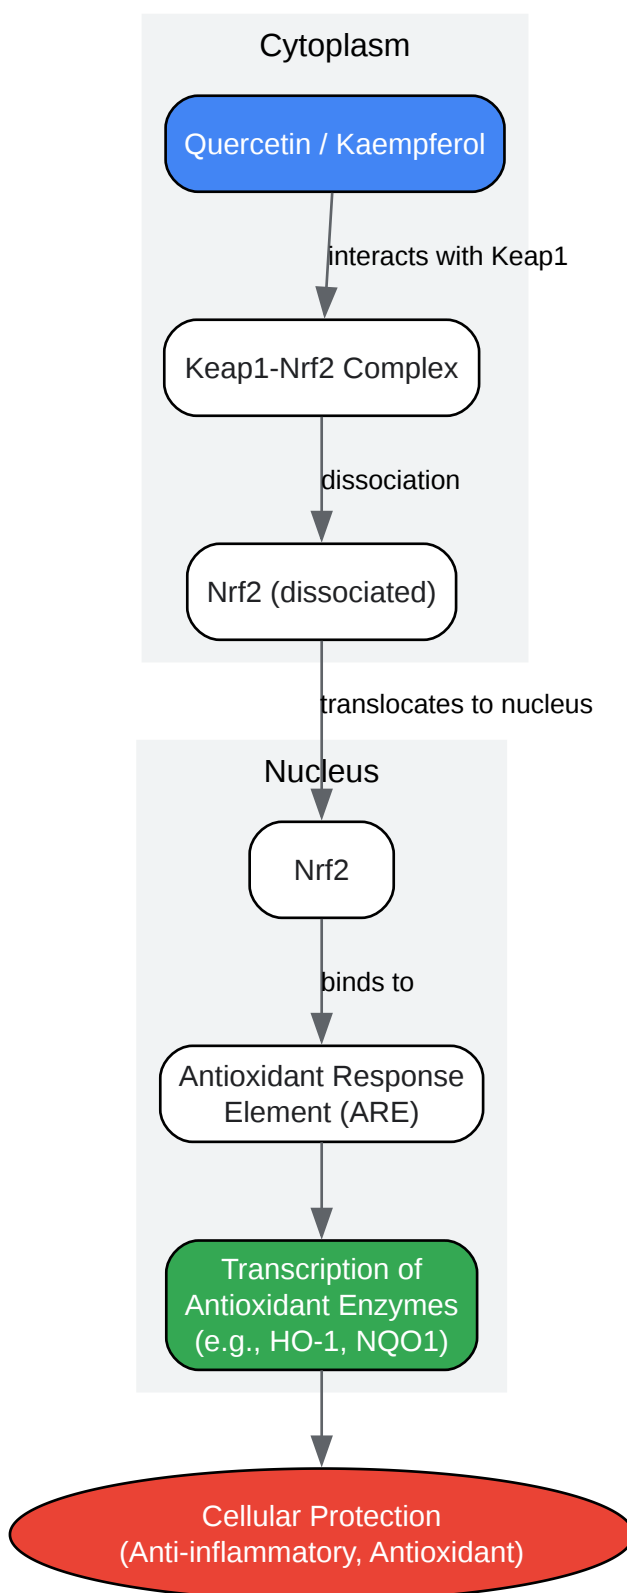 Cytoplasm
Quercetin / Kaempferol
interacts with Keap1
Keap1-Nrf2 Complex
dissociation
Nrf2 (dissociated)
translocates to nucleus
Nucleus
Nrf2
binds to
Antioxidant Response
Element (ARE)
Transcription of
Antioxidant Enzymes
(e.g., HO-1, NQO1)
Cellular Protection
(Anti-inflammatory, Antioxidant)